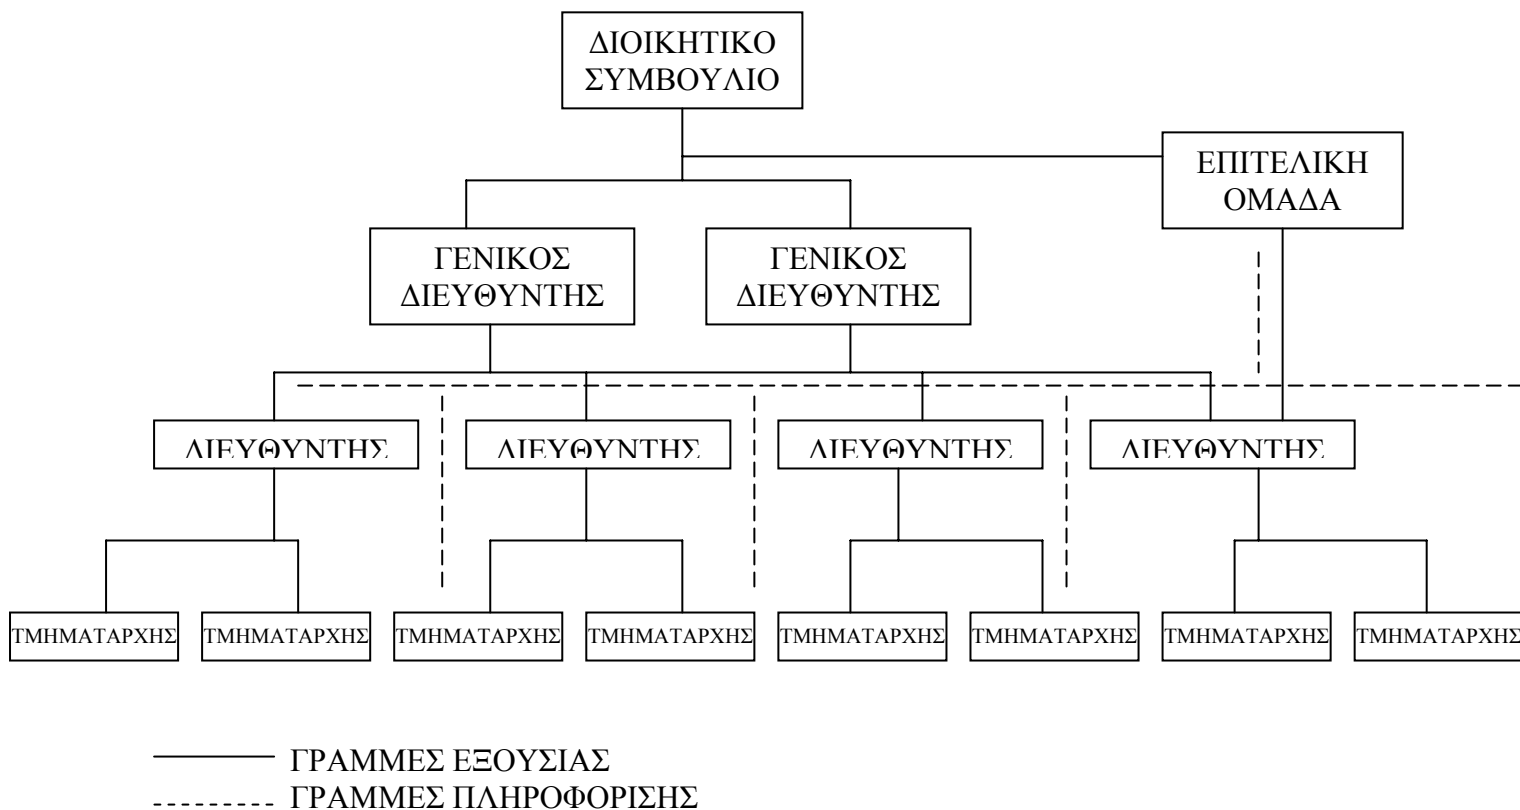 ΔΙΟΙΚΗΤΙΚΟ
ΣΥΜΒΟΥΛΙΟ
ΕΠΙΤΕΛΙΚΗ
ΟΜΑΔΑ
ΓΕΝΙΚΟΣ
ΔΙΕΥΘΥΝΤΗΣ
ΓΕΝΙΚΟΣ
ΔΙΕΥΘΥΝΤΗΣ
ΔΙΕΥΘΥΝΤΗΣ
ΔΙΕΥΘΥΝΤΗΣ
ΔΙΕΥΘΥΝΤΗΣ
ΔΙΕΥΘΥΝΤΗΣ
ΤΜΗΜΑΤΑΡΧΗΣ
ΤΜΗΜΑΤΑΡΧΗΣ
ΤΜΗΜΑΤΑΡΧΗΣ
ΤΜΗΜΑΤΑΡΧΗΣ
ΤΜΗΜΑΤΑΡΧΗΣ
ΤΜΗΜΑΤΑΡΧΗΣ
ΤΜΗΜΑΤΑΡΧΗΣ
ΤΜΗΜΑΤΑΡΧΗΣ
ΓΡΑΜΜΕΣ ΕΞΟΥΣΙΑΣ
ΓΡΑΜΜΕΣ ΠΛΗΡΟΦΟΡΙΣΗΣ